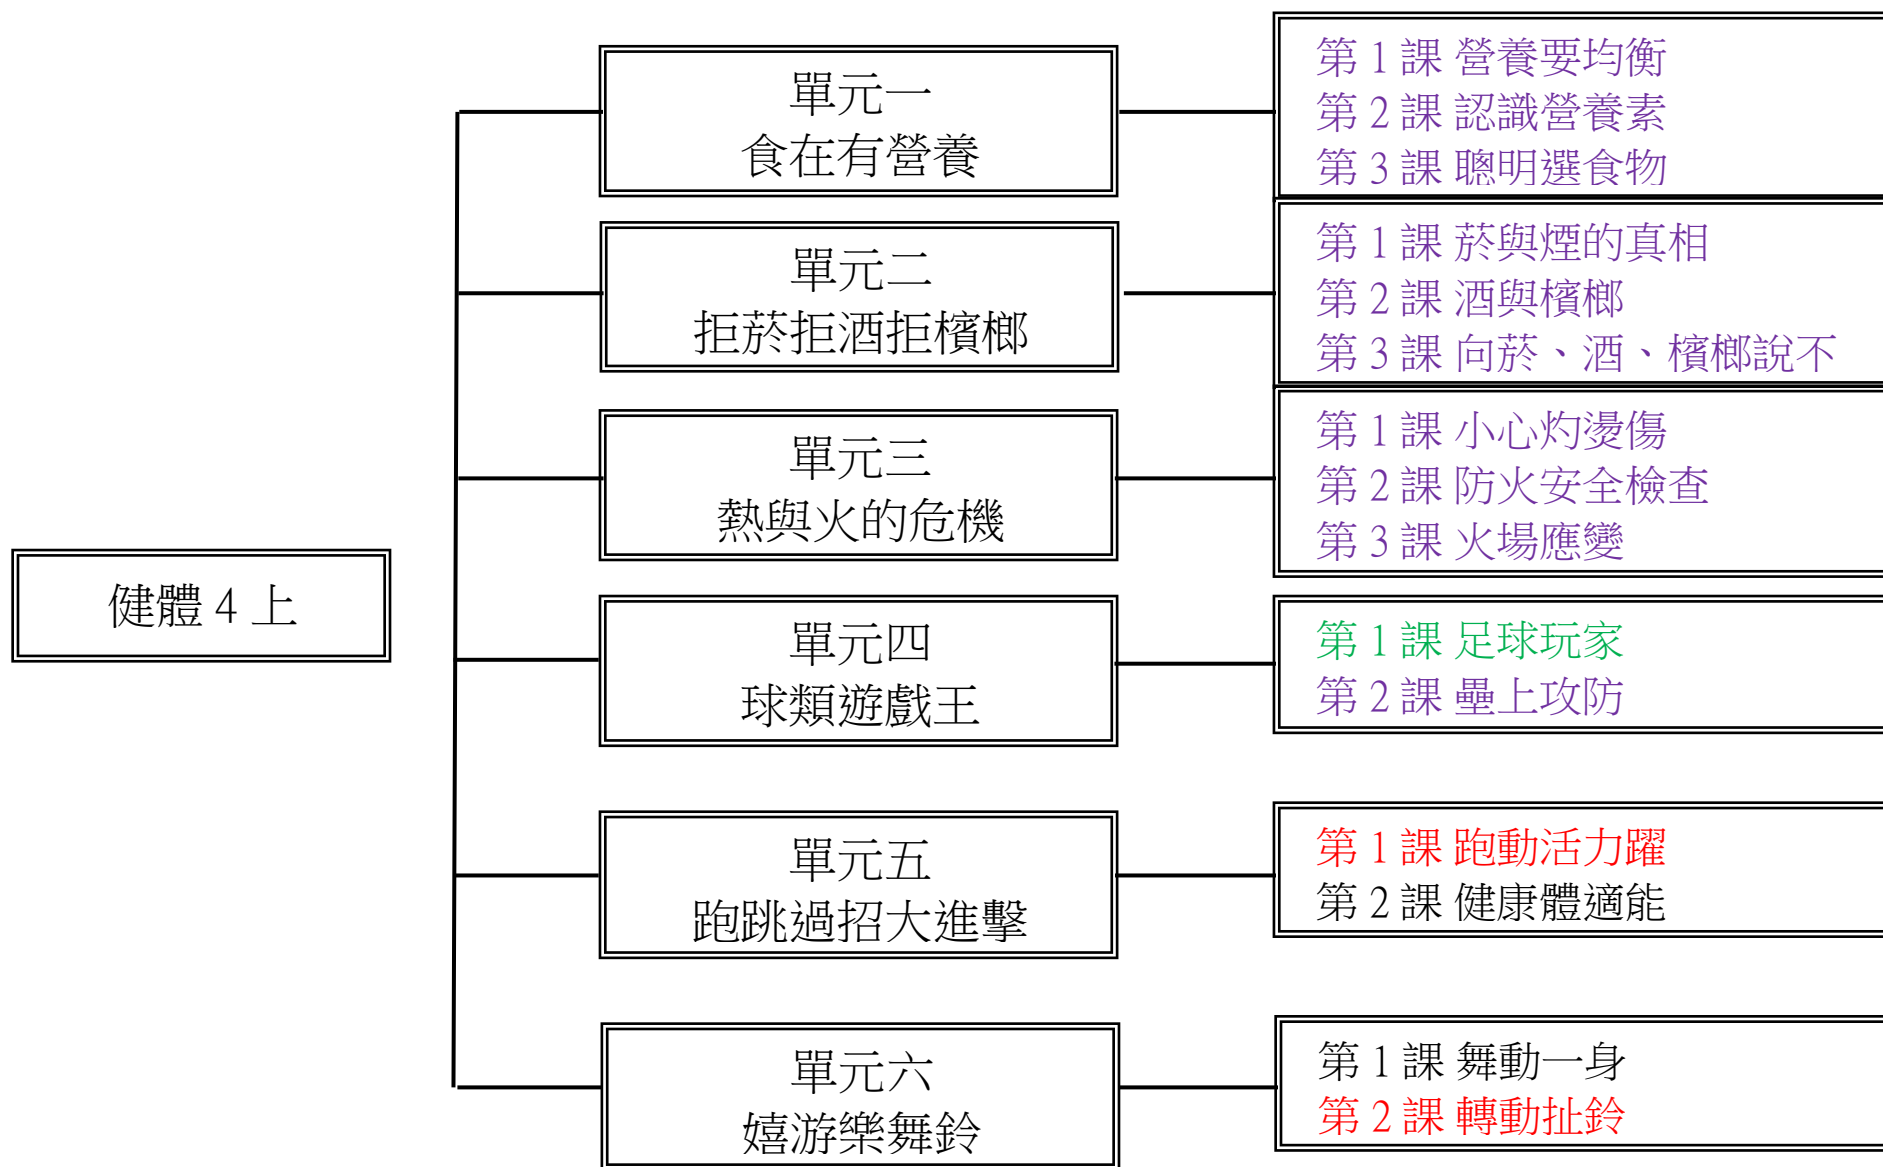 健體 4 上
單元一
食在有營養
第 1 課 營養要均衡
第 2 課 認識營養素
第 3 課 聰明選食物
單元二
拒菸拒酒拒檳榔
第 1 課 菸與煙的真相
第 2 課 酒與檳榔
第 3 課 向菸、酒、檳榔說不
單元三
熱與火的危機
第 1 課 小心灼燙傷
第 2 課 防火安全檢查
第 3 課 火場應變
單元四
球類遊戲王
第 1 課 足球玩家
第 2 課 壘上攻防
單元五
跑跳過招大進擊
第 1 課 跑動活力躍
第 2 課 健康體適能
單元六
嬉游樂舞鈴
第 1 課 舞動一身
第 2 課 轉動扯鈴